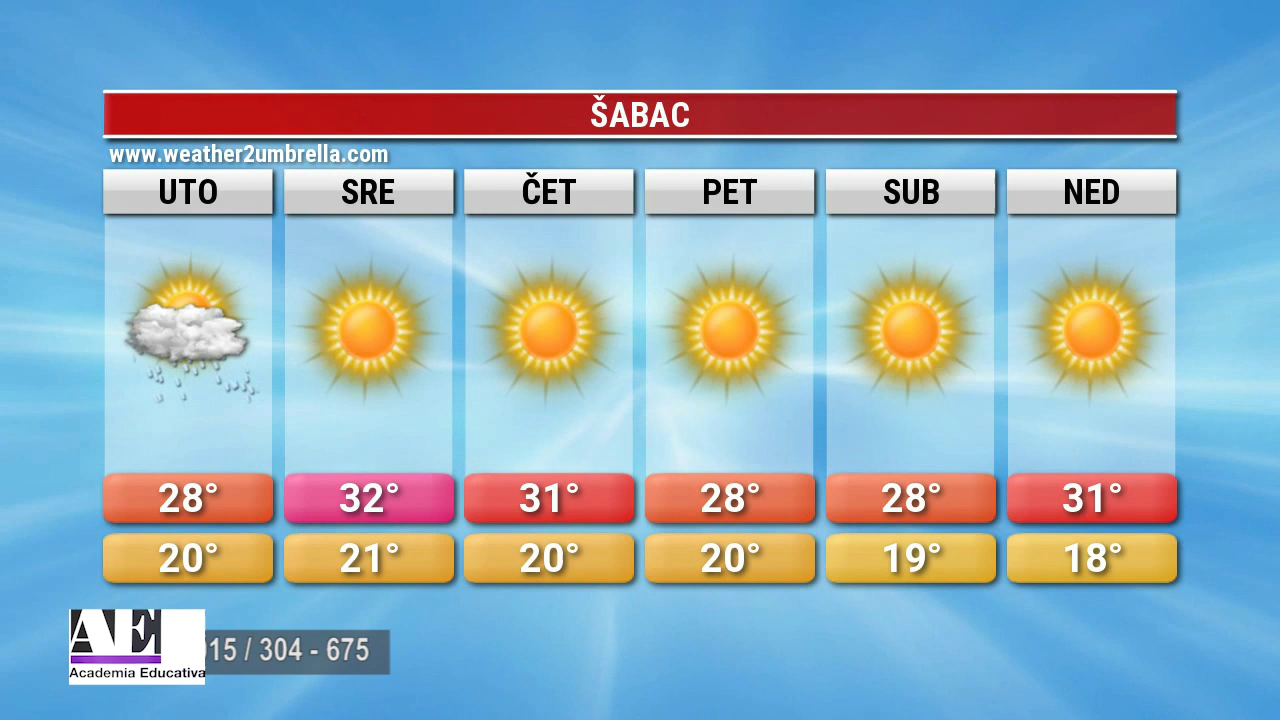 ŠABAC
www.weather2umbrella.com
UTO SRE ČET PET SUB NED
28° 32° 31° 28° 28° 31°
20° 21° 20° 20° 19° 18°
AE
015 / 304 - 675
Academia Educativa